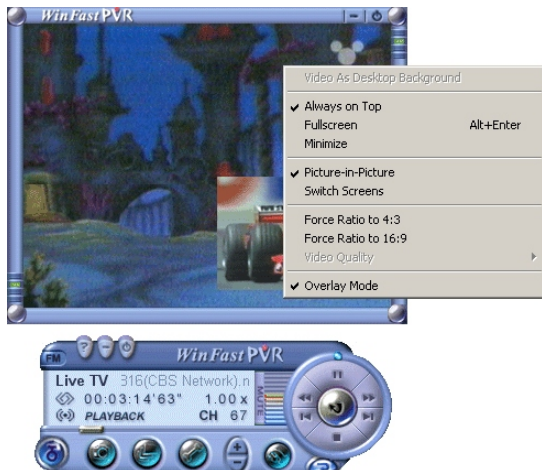 WinFast PVR
Video As Desktop Background
Always on Top
Fullscreen Alt+Enter
Minimize
Picture-in-Picture
Switch Screens
Force Ratio to 4:3
Force Ratio to 16:9
Video Quality
Overlay Mode
FM ?
WinFast PVR
Live TV 316(CBS Network).n
00:03:14'63" 1.00 x
PLAYBACK CH 67
MUTE